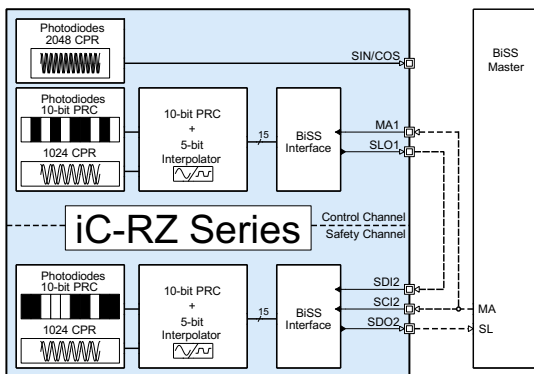 Photodiodes
2048 CPR
SIN/COS
BiSS
Master
Photodiodes
10-bit PRC
1024 CPR
10-bit PRC
+
5-bit
Interpolator
15
BiSS
Interface
MA1
SLO1
iC-RZ Series
Control Channel
Safety Channel
Photodiodes
10-bit PRC
1024 CPR
10-bit PRC
+
5-bit
Interpolator
15
BiSS
Interface
SDI2
SCI2
SDO2
MA
SL